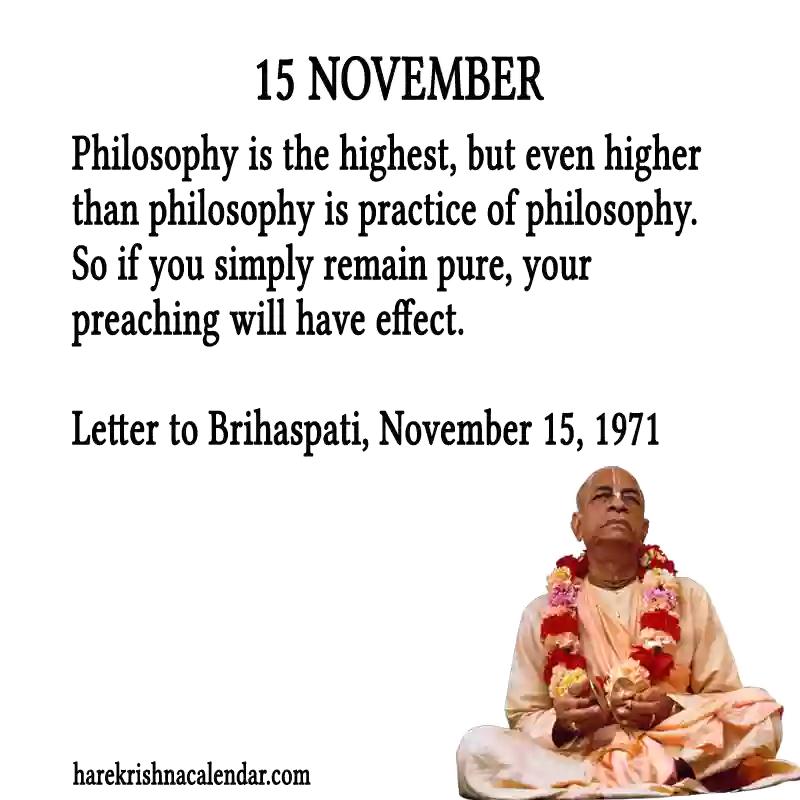 15 NOVEMBER
Philosophy is the highest, but even higher
than philosophy is practice of philosophy.
So if you simply remain pure, your
preaching will have effect.
Letter to Brihaspati, November 15, 1971
harekrishnacalendar.com